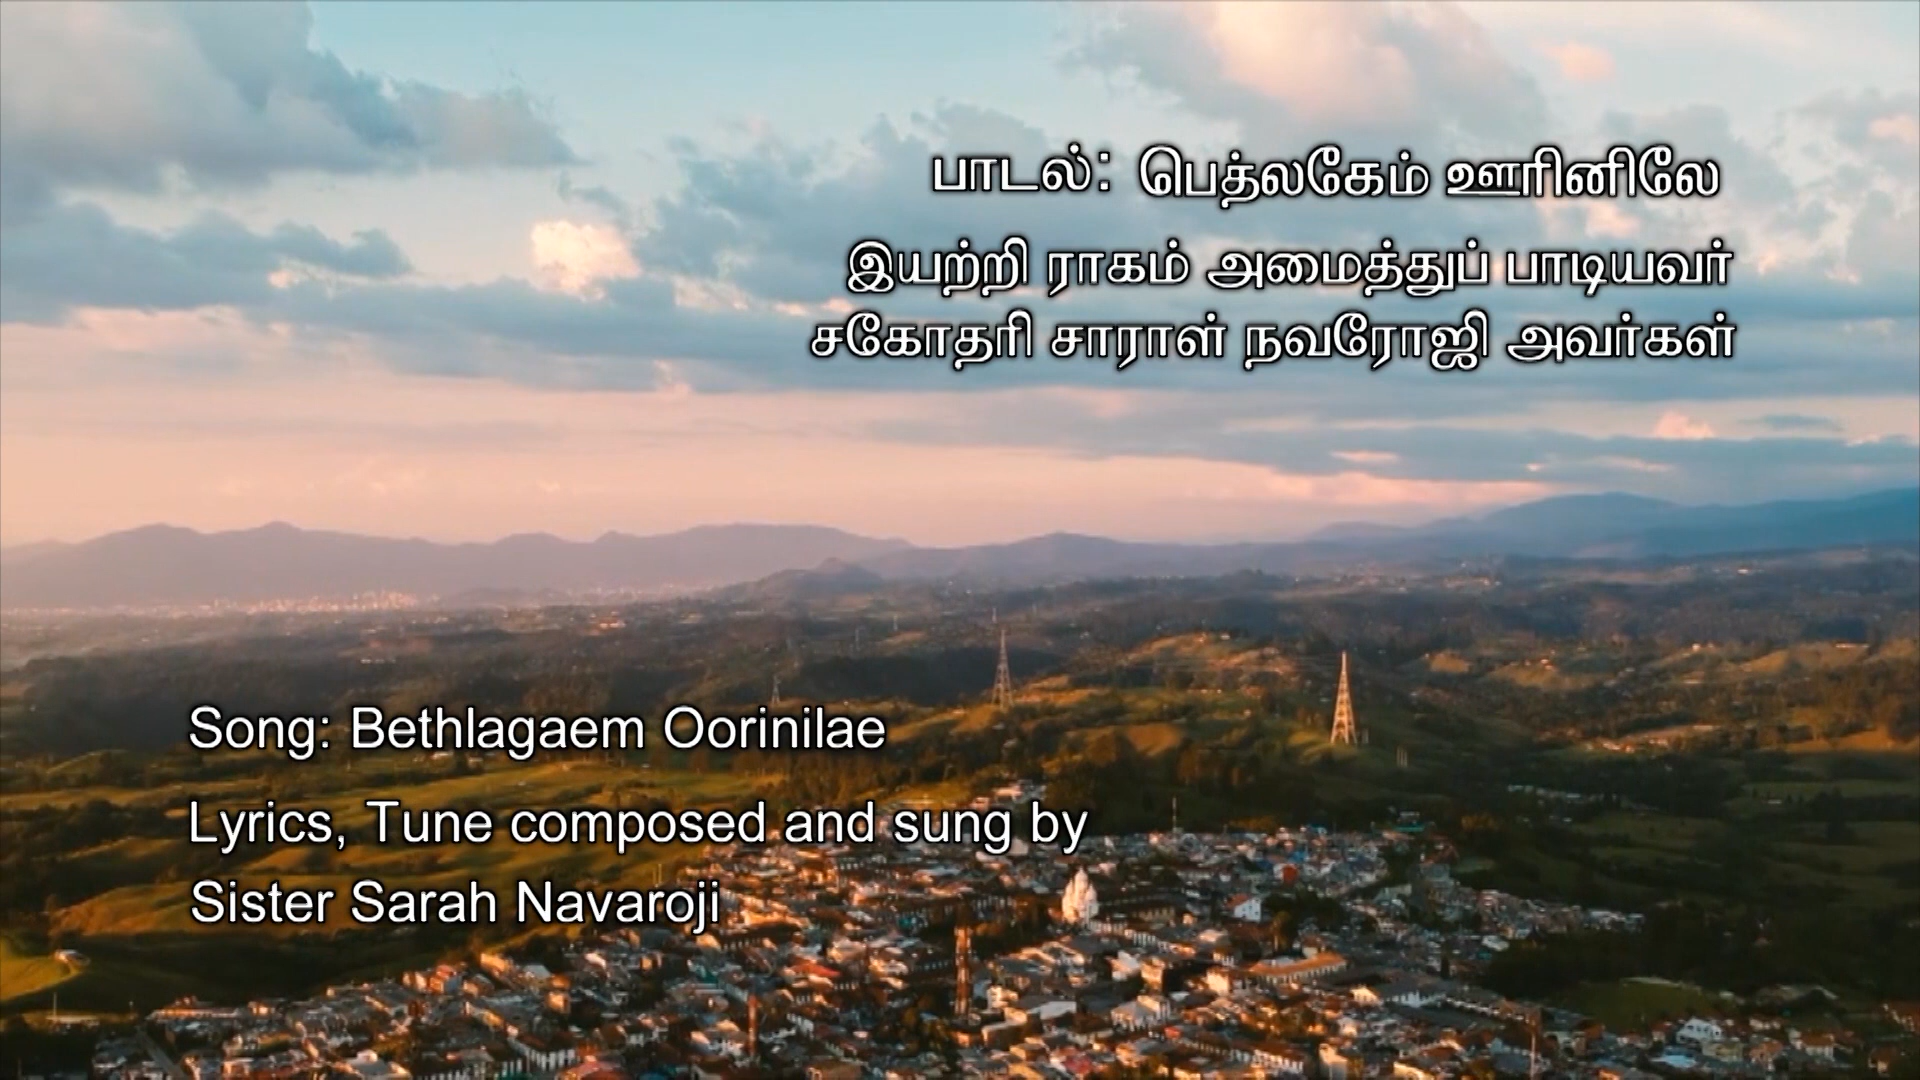 பாடல்: பெத்லகேம் ஊரினிலே
இயற்றி ராகம் அமைத்துப் பாடியவர்
சகோதரி சாராள் நவரோஜி அவர்கள்
Song: Bethlagaem Oorinilae
Lyrics, Tune composed and sung by
Sister Sarah Navaroji